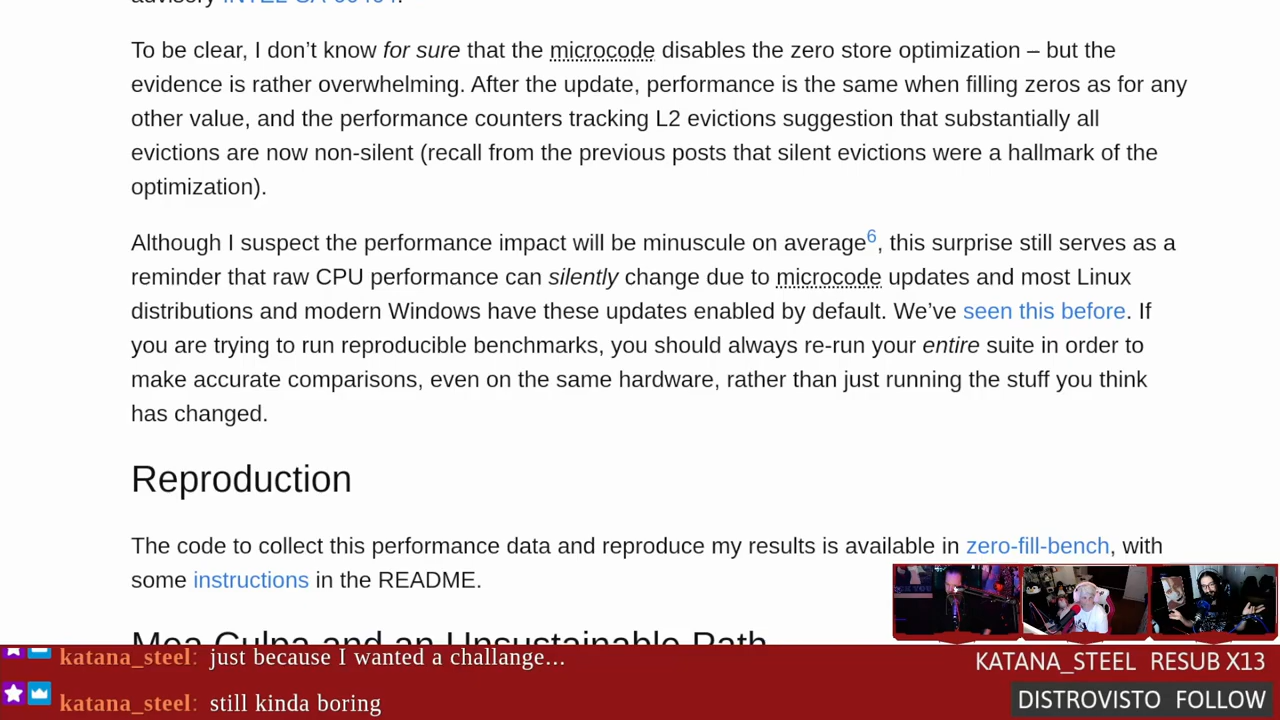 To be clear, I don't know for sure that the microcode disables the zero store optimization – but the
evidence is rather overwhelming. After the update, performance is the same when filling zeros as for any
other value, and the performance counters tracking L2 evictions suggestion that substantially all
evictions are now non-silent (recall from the previous posts that silent evictions were a hallmark of the
optimization).
Although I suspect the performance impact will be minuscule on average6, this surprise still serves as a
reminder that raw CPU performance can silently change due to microcode updates and most Linux
distributions and modern Windows have these updates enabled by default. We've seen this before. If
you are trying to run reproducible benchmarks, you should always re-run your entire suite in order to
make accurate comparisons, even on the same hardware, rather than just running the stuff you think
has changed.
Reproduction
The code to collect this performance data and reproduce my results is available in zero-fill-bench, with
some instructions in the README.
Mea Culpa and an Unsustainable Path
katana_steel: just because I wanted a challange...
katana_steel: still kinda boring
KATANA_STEEL RESUB X13
DISTROVISTO FOLLOW